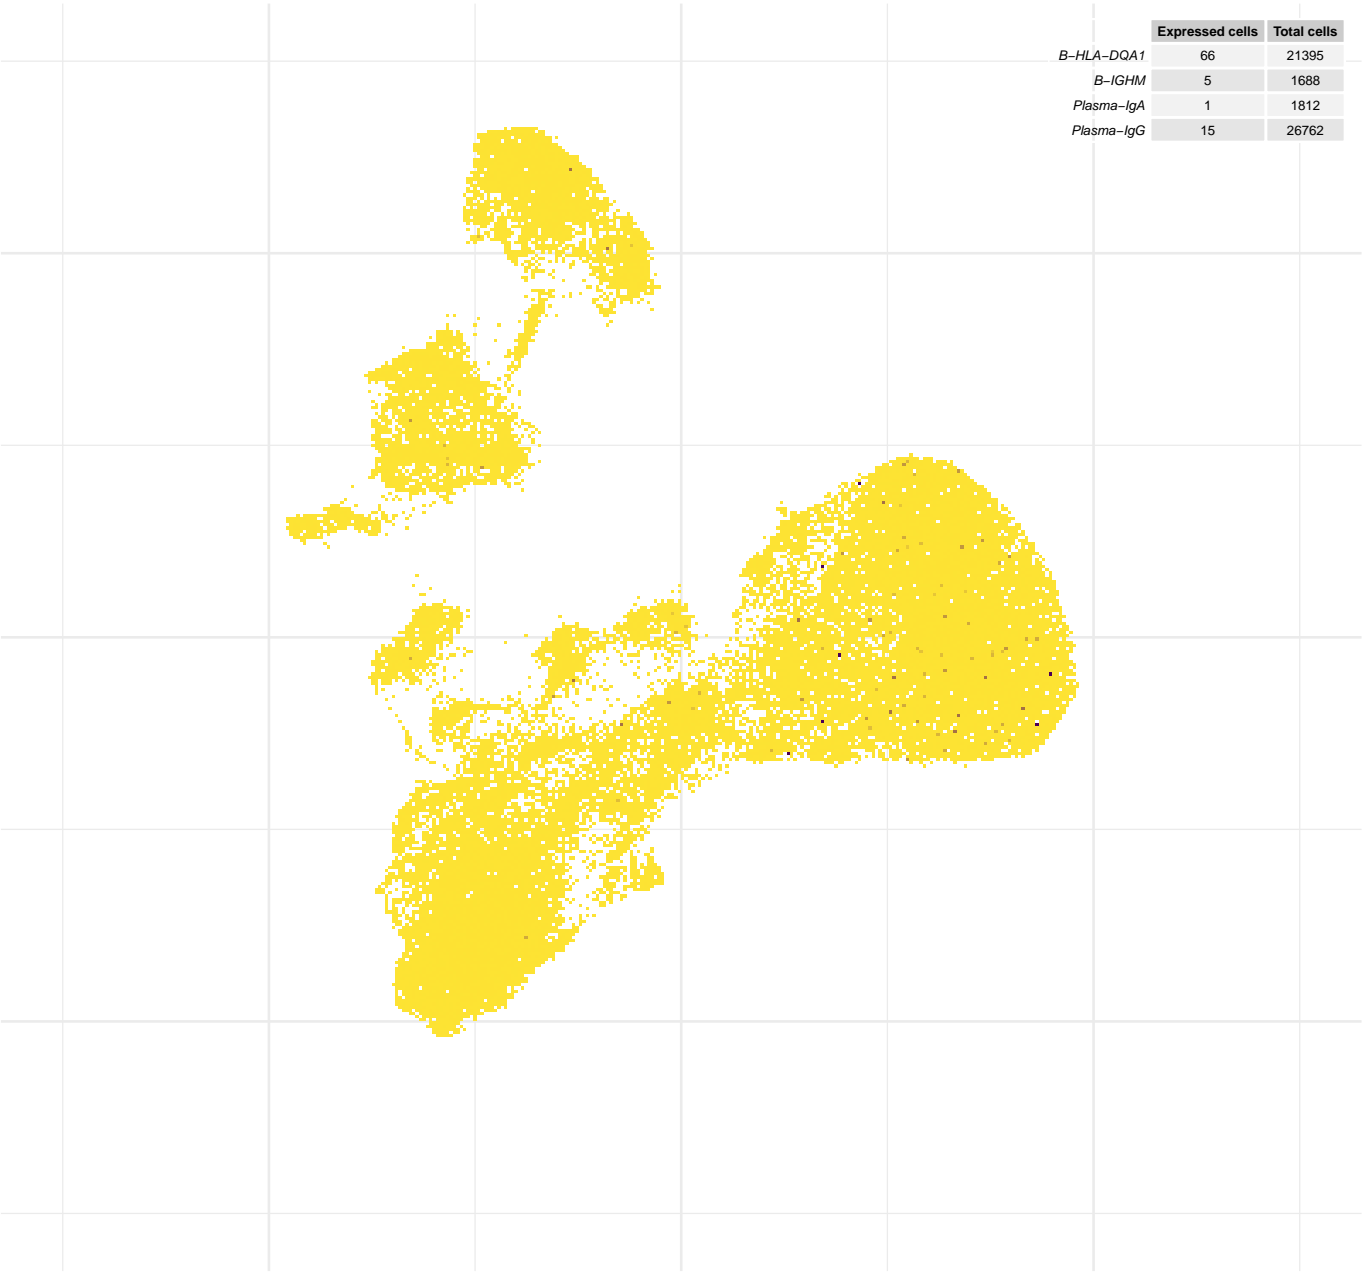 Expressed cells Total cells
B−HLA−DQA1 66 21395
B−IGHM 5 1688
Plasma−IgA 1 1812
Plasma−IgG 15 26762